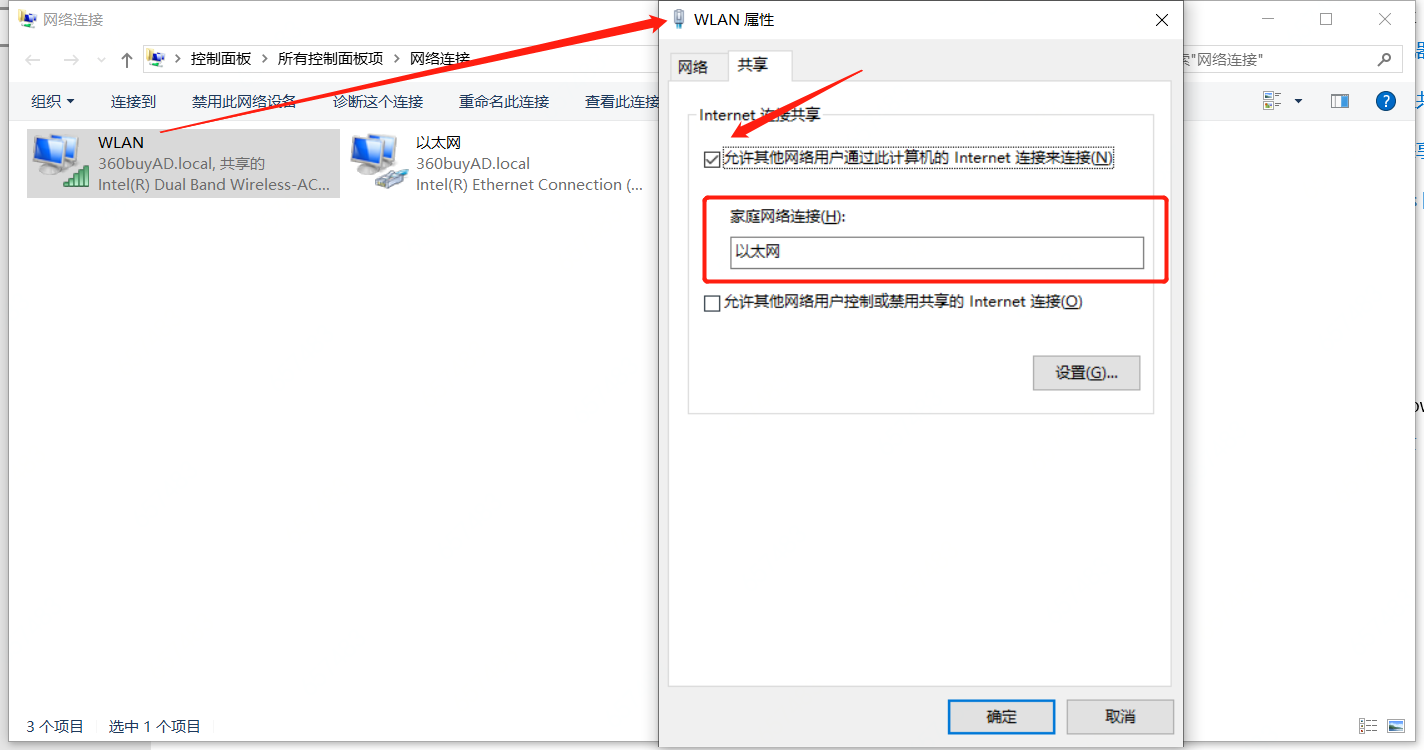 网络连接
控制面板 > 所有控制面板项 > 网络连接
"网络连接"
组织 连接到 禁用此网络设备 诊断这个连接 重命名此连接 查看此连接
WLAN
360buyAD.local, 共享的
Intel(R) Dual Band Wireless-AC...
以太网
360buyAD.local
Intel(R) Ethernet Connection (...
3 个项目 选中 1 个项目
WLAN 属性
网络 共享
Internet 连接共享
允许其他网络用户通过此计算机的 Internet 连接来连接(N)
家庭网络连接(H):
以太网
允许其他网络用户控制或禁用共享的 Internet 连接(O)
设置(G)...
确定 取消